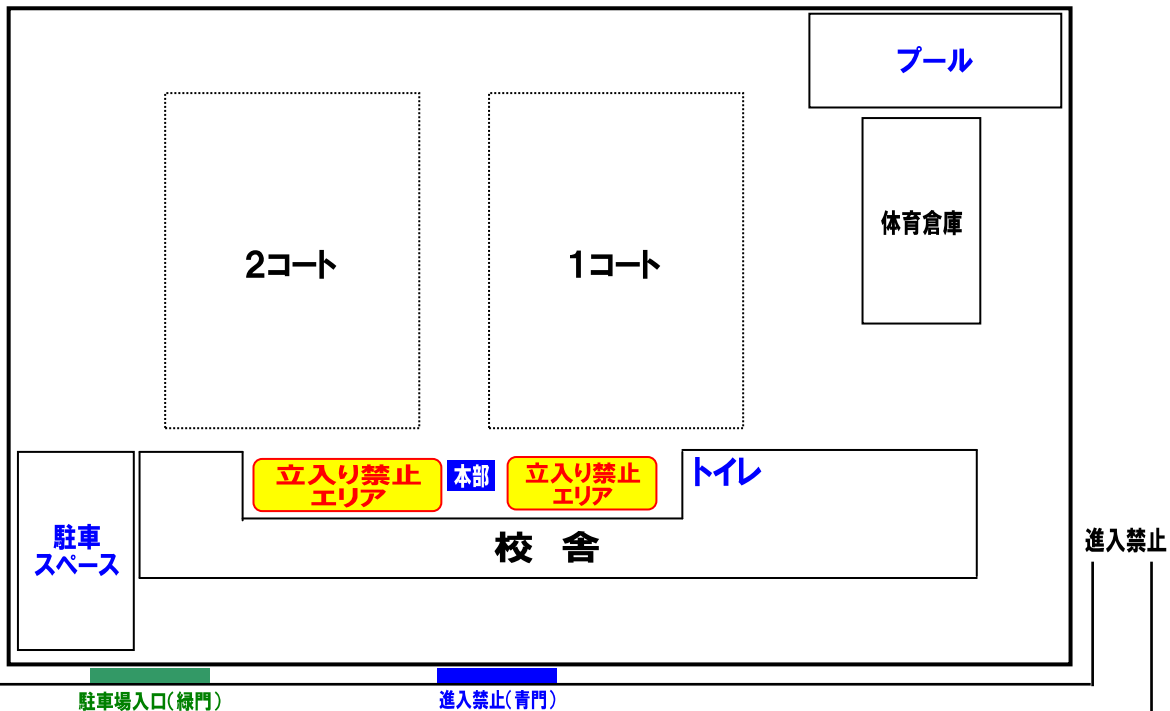 プール
体育倉庫
2コート
1コート
立入り禁止
エリア
本部
立入り禁止
エリア
トイレ
駐車
スペース
校 舎
進入禁止
駐車場入口(緑門)
進入禁止(青門)